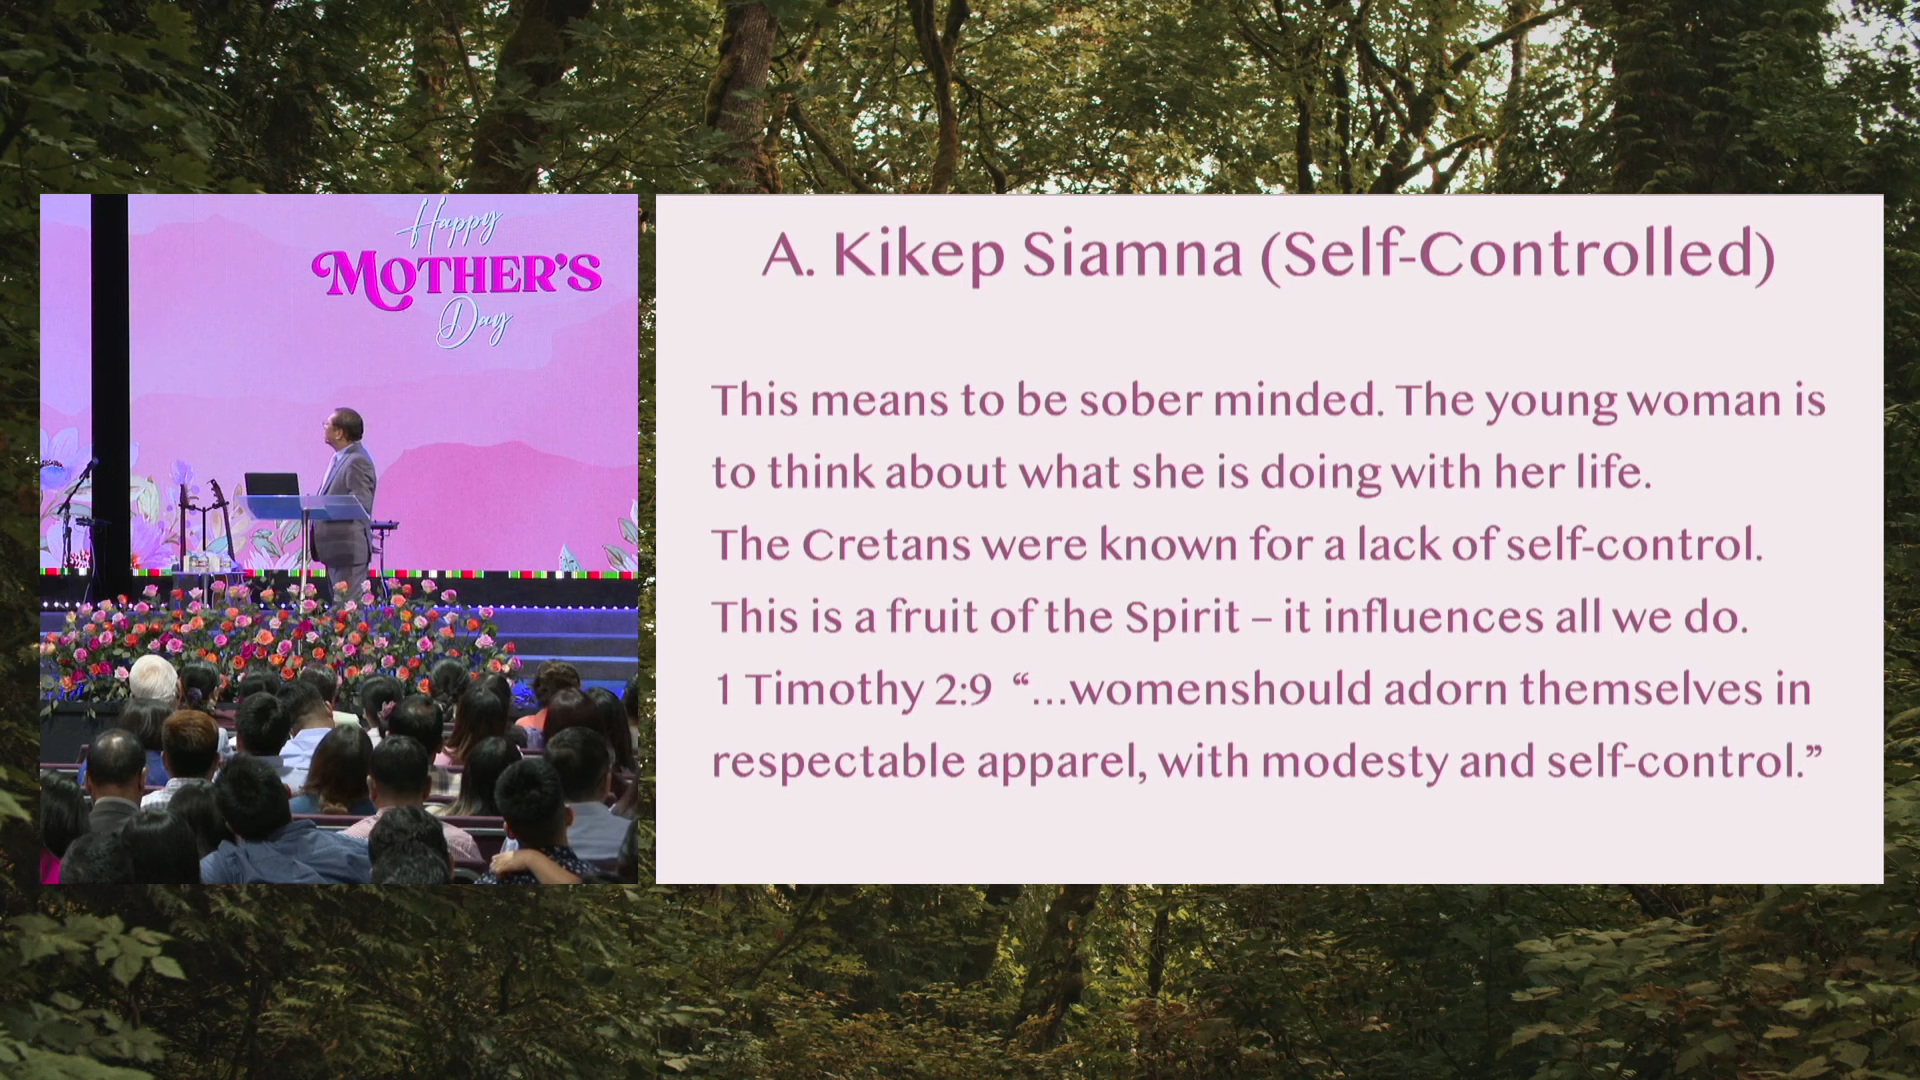 Happy
MOTHER'S
Day
A. Kikep Siamna (Self-Controlled)
This means to be sober minded. The young woman is
to think about what she is doing with her life.
The Cretans were known for a lack of self-control.
This is a fruit of the Spirit – it influences all we do.
1 Timothy 2:9 “...womenshould adorn themselves in
respectable apparel, with modesty and self-control.”